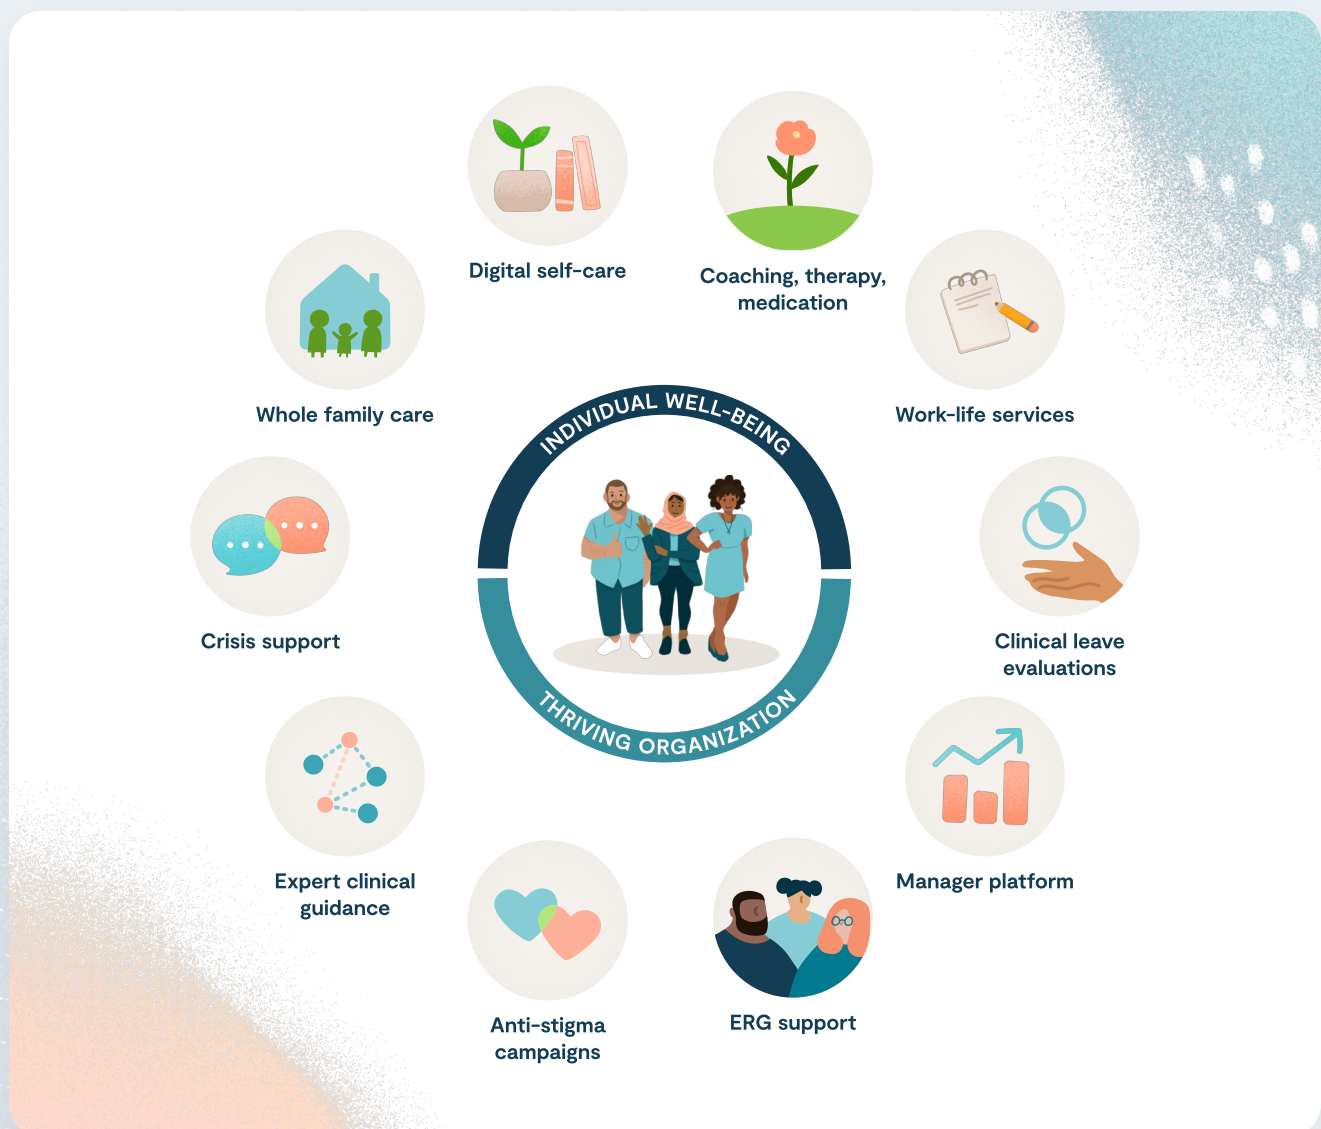 Digital self-care
Coaching, therapy,
medication
Whole family care
Work-life services
INDIVIDUAL WELL-BEING
Crisis support
Clinical leave
evaluations
THRIVING ORGANIZATION
Expert clinical
guidance
Manager platform
Anti-stigma
campaigns
ERG support